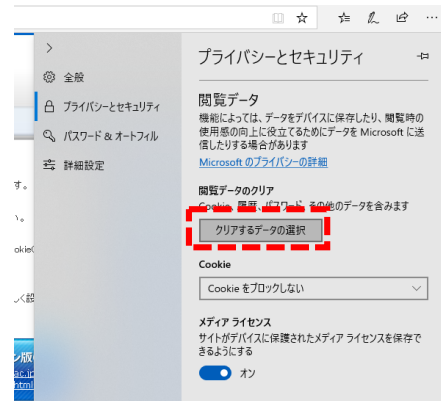 プライバシーとセキュリティ
全般
プライバシーとセキュリティ
パスワード & オートフィル
詳細設定
閲覧データ
機能によっては、データをデバイスに保存したり、閲覧時の
使用感の向上に役立てるためにデータを Microsoft に送
信したりする場合があります
Microsoft のプライバシーの詳細
閲覧データのクリア
Cookie、履歴、パスワード、その他のデータを含みます
クリアするデータの選択
Cookie
Cookie をブロックしない
メディア ライセンス
サイトがデバイスに保護されたメディア ライセンスを保存で
きるようにする
オン
す。
い。
okie
ン版
ac.jp
html